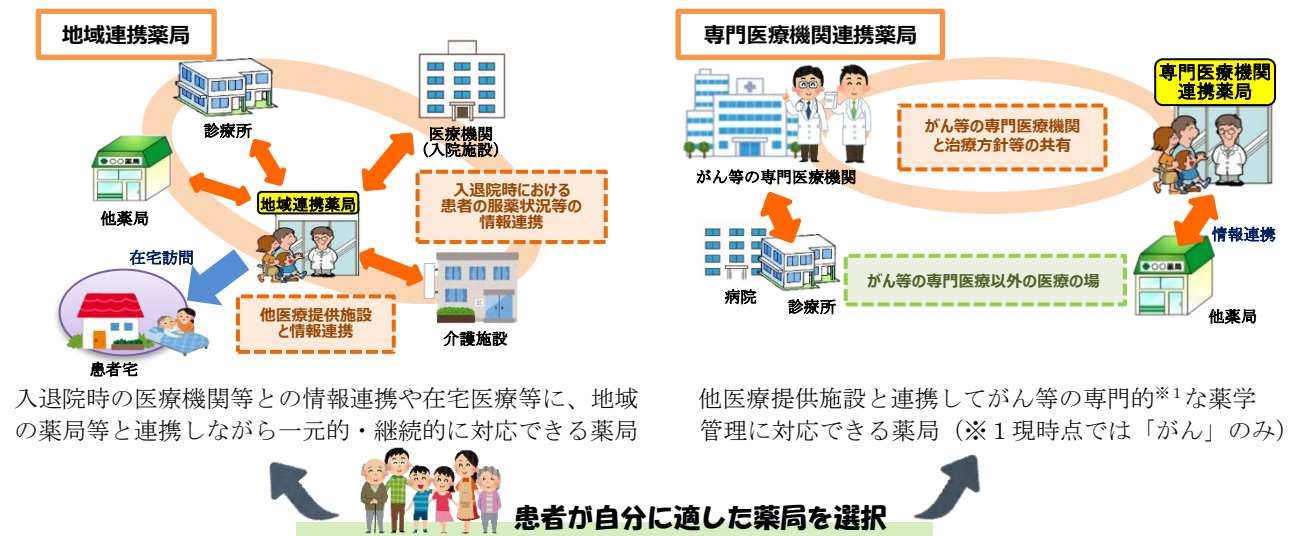 地域連携薬局
診療所
医療機関
（入院施設）
○○薬局
他薬局
地域連携薬局
入退院時における
患者の服薬状況等の
情報連携
在宅訪問
患者宅
他医療提供施設
と情報連携
介護施設
入退院時の医療機関等との情報連携や在宅医療等に、地域
の薬局等と連携しながら一元的・継続的に対応できる薬局
専門医療機関連携薬局
専門医療機関
連携薬局
がん等の専門医療機関
と治療方針等の共有
がん等の専門医療機関
情報連携
病院
診療所
がん等の専門医療以外の医療の場
○○薬局
他薬局
他医療提供施設と連携してがん等の専門的※1な薬学
管理に対応できる薬局（※１現時点では「がん」のみ）
患者が自分に適した薬局を選択